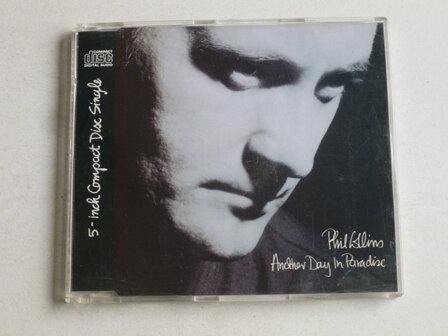 COMPACT
disc
DIGITAL AUDIO
5-inch Compact Disc Single
Phil Collins
Another Day In Paradise